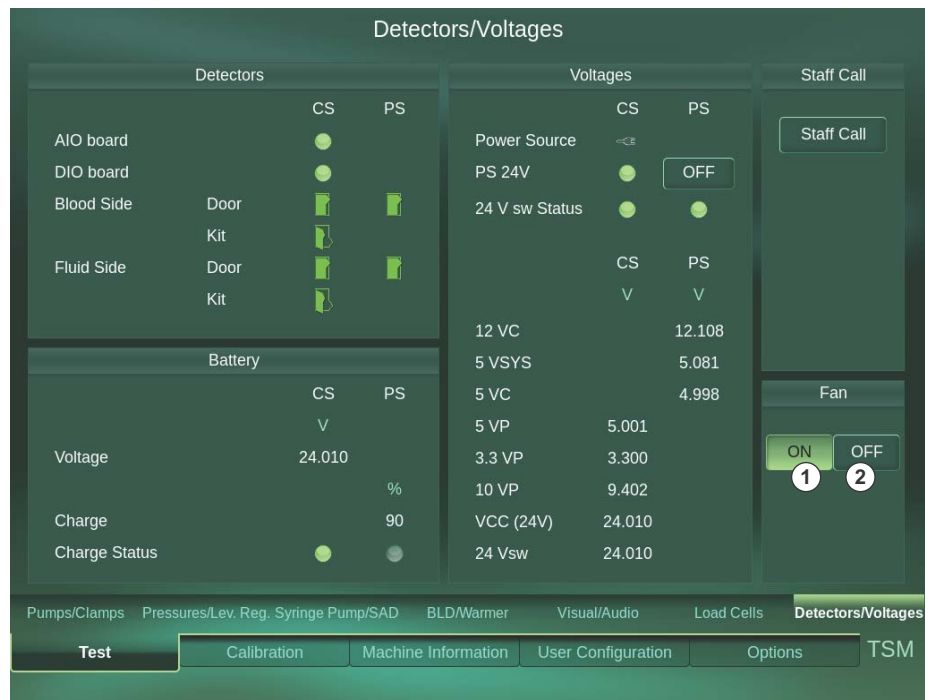 Detectors/Voltages
Detectors
CS PS
AIO board
DIO board
Blood Side Door
Kit
Fluid Side Door
Kit
Battery
CS PS
V
Voltage 24.010
%
Charge 90
Charge Status
Voltages
CS PS
Power Source
PS 24V OFF
24 V sw Status
CS PS
V V
12 VC 12.108
5 VSYS 5.081
5 VC 4.998
5 VP 5.001
3.3 VP 3.300
10 VP 9.402
VCC (24V) 24.010
24 Vsw 24.010
Staff Call
Staff Call
Fan
ON OFF
1 2
Pumps/Clamps Pressures/Lev. Reg. Syringe Pump/SAD BLD/Warmer Visual/Audio Load Cells Detectors/Voltages
Test Calibration Machine Information User Configuration Options TSM